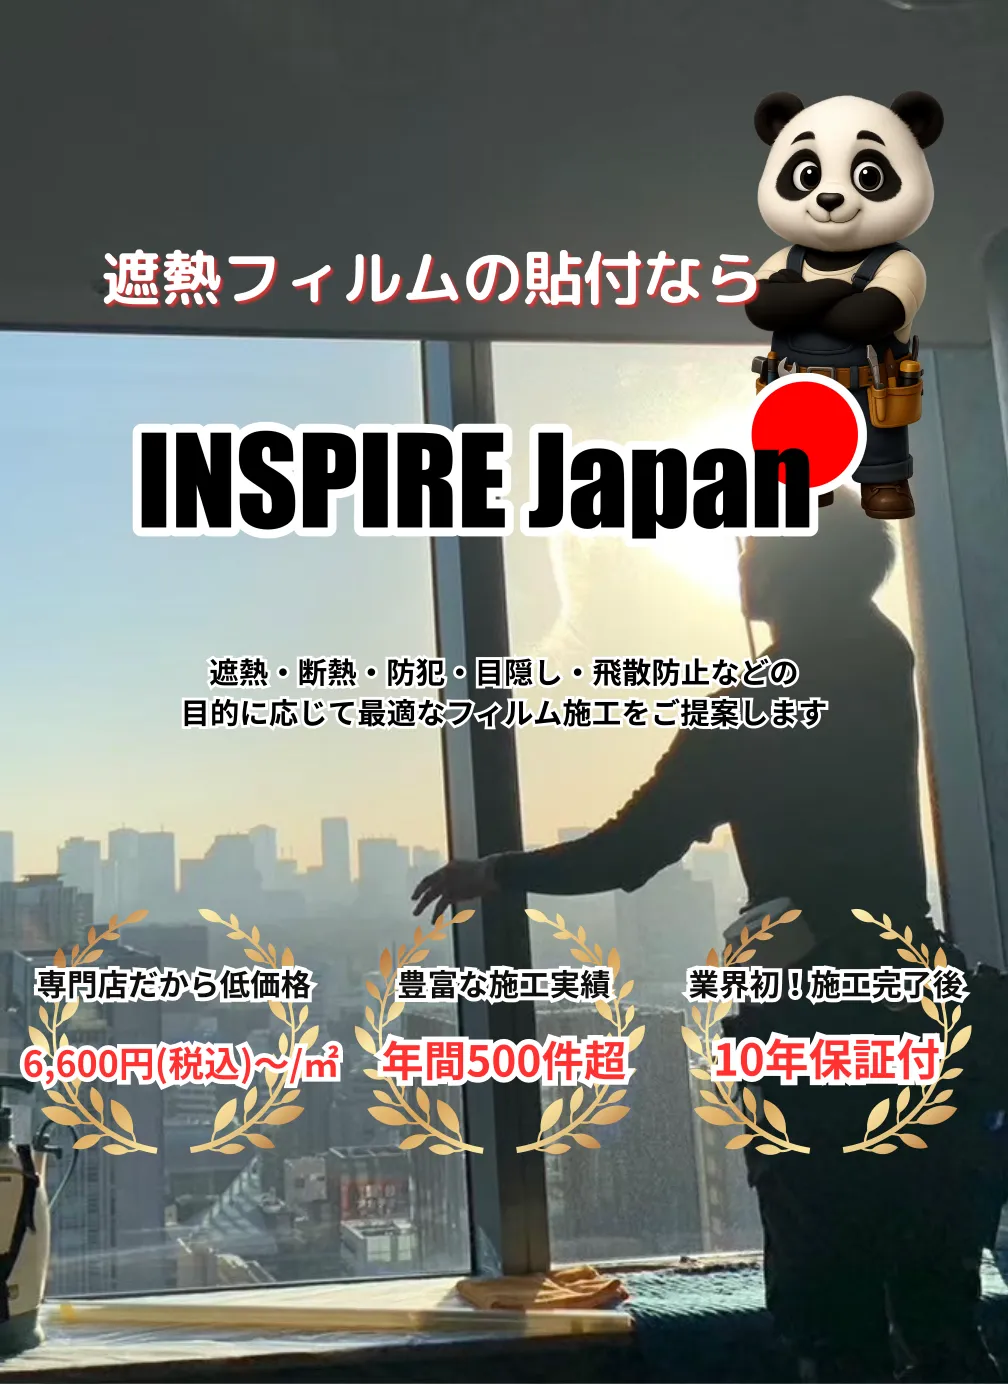 遮熱フィルムの貼付なら
INSPIRE Japan
遮熱・断熱・防犯・目隠し・飛散防止などの
目的に応じて最適なフィルム施工をご提案します
専門店だから低価格
6,600円(税込)～/㎡
豊富な施工実績
年間500件超
業界初！施工完了後
10年保証付